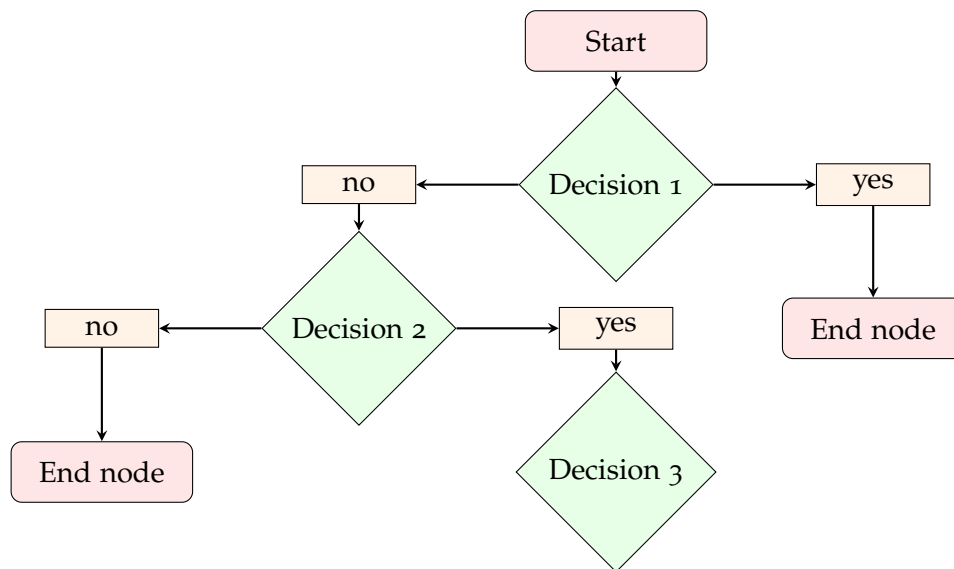 Start
no
Decision 1
yes
no
Decision 2
yes
End node
End node
Decision 3